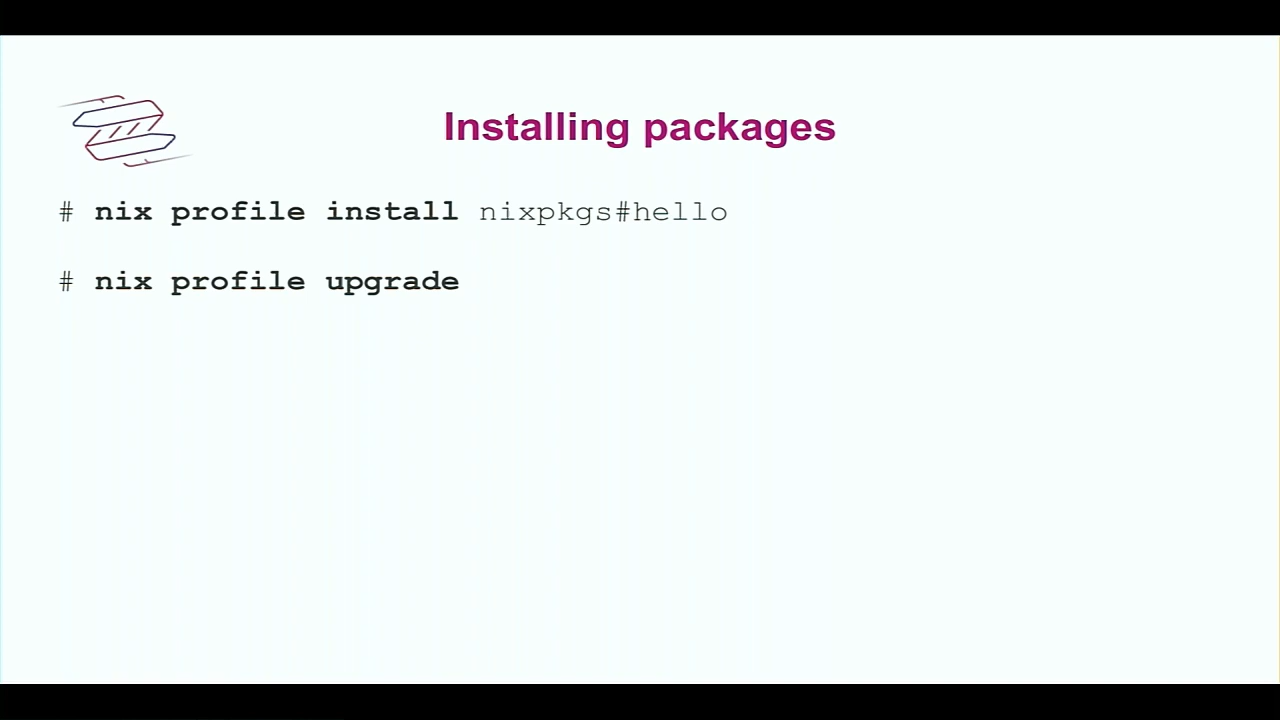 Installing packages
# nix profile install nixpkgs#hello
# nix profile upgrade